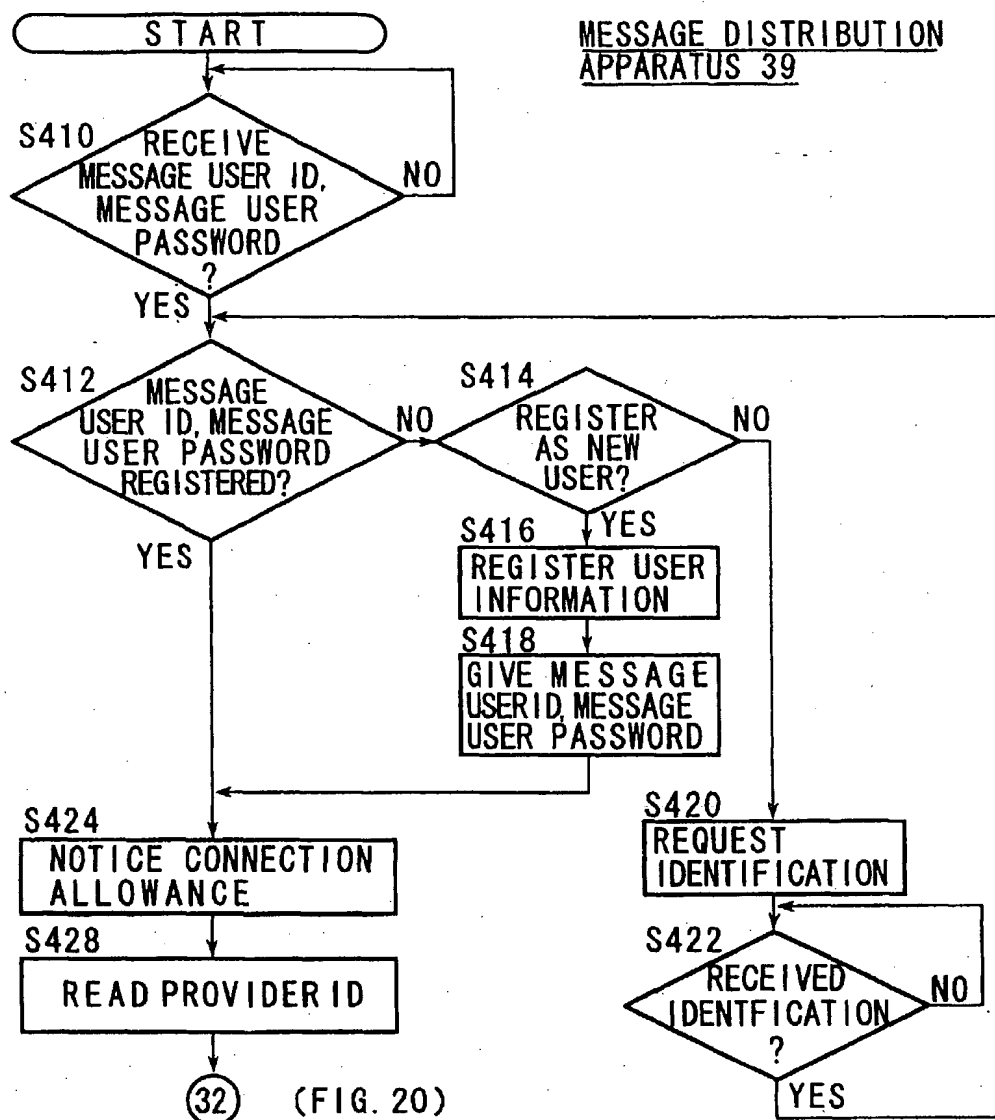 START
MESSAGE DISTRIBUTION
APPARATUS 39
S410
RECEIVE
MESSAGE USER ID,
MESSAGE USER
PASSWORD
?
NO
YES
S412
MESSAGE
USER ID, MESSAGE
USER PASSWORD
REGISTERED?
NO
YES
S414
REGISTER
AS NEW
USER?
NO
YES
S416
REGISTER USER
INFORMATION
S418
GIVE MESSAGE
USERID, MESSAGE
USER PASSWORD
S424
NOTICE CONNECTION
ALLOWANCE
S428
READ PROVIDER ID
32 (FIG. 20)
S420
REQUEST
IDENTIFICATION
S422
RECEIVED
IDENTFICATION
?
NO
YES